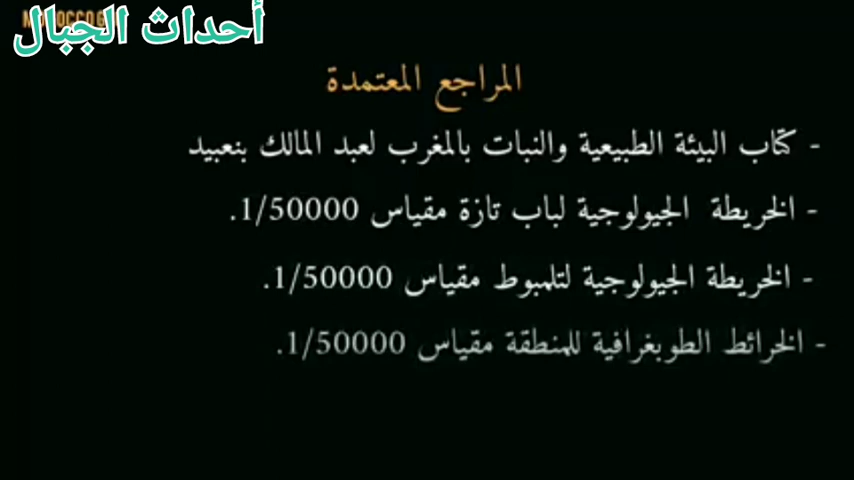 أحداث الجبال
المراجع المعتمدة
- كتاب البيئة الطبيعية والنبات بالمغرب لعبد المالك بنعبيد
- الخريطة الجيولوجية لباب تازة مقياس 1/50000.
- الخريطة الجيولوجية لتلمبوط مقياس 1/50000.
- الخرائط الطوبغرافية للمنطقة مقياس 1/50000.